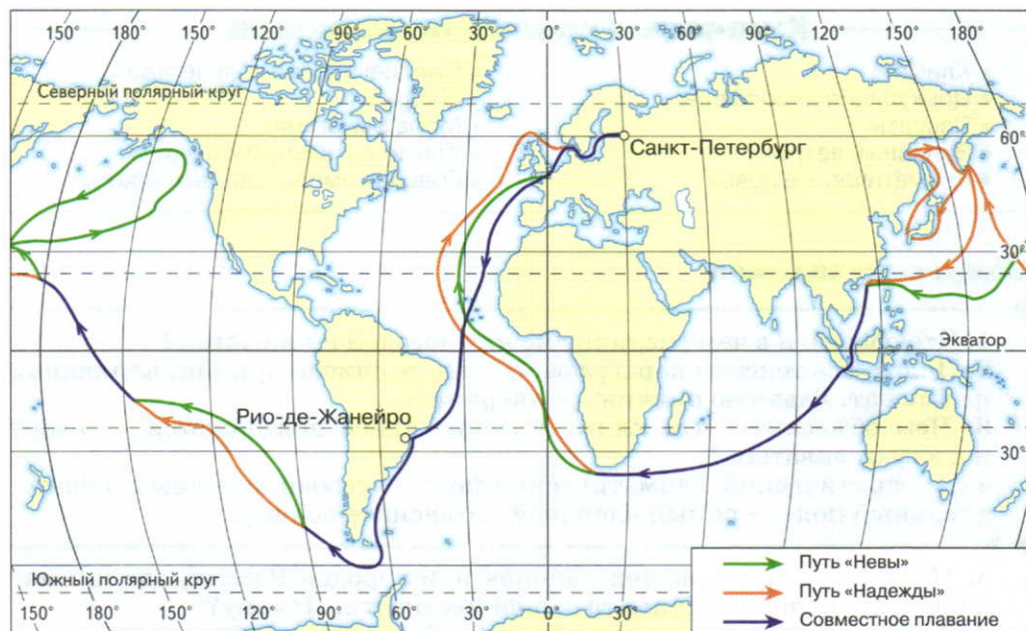 150° 180° 150° 120° 90° 60° 30° 0° 30° 60° 90° 120° 150° 180°
Северный полярный круг
60°
Санкт-Петербург
30°
Экватор
Рио-де-Жанейро
30°
Южный полярный круг
Путь «Невы»
Путь «Надежды»
Совместное плавание
150° 180° 150° 120° 90° 60° 30° 0° 30°